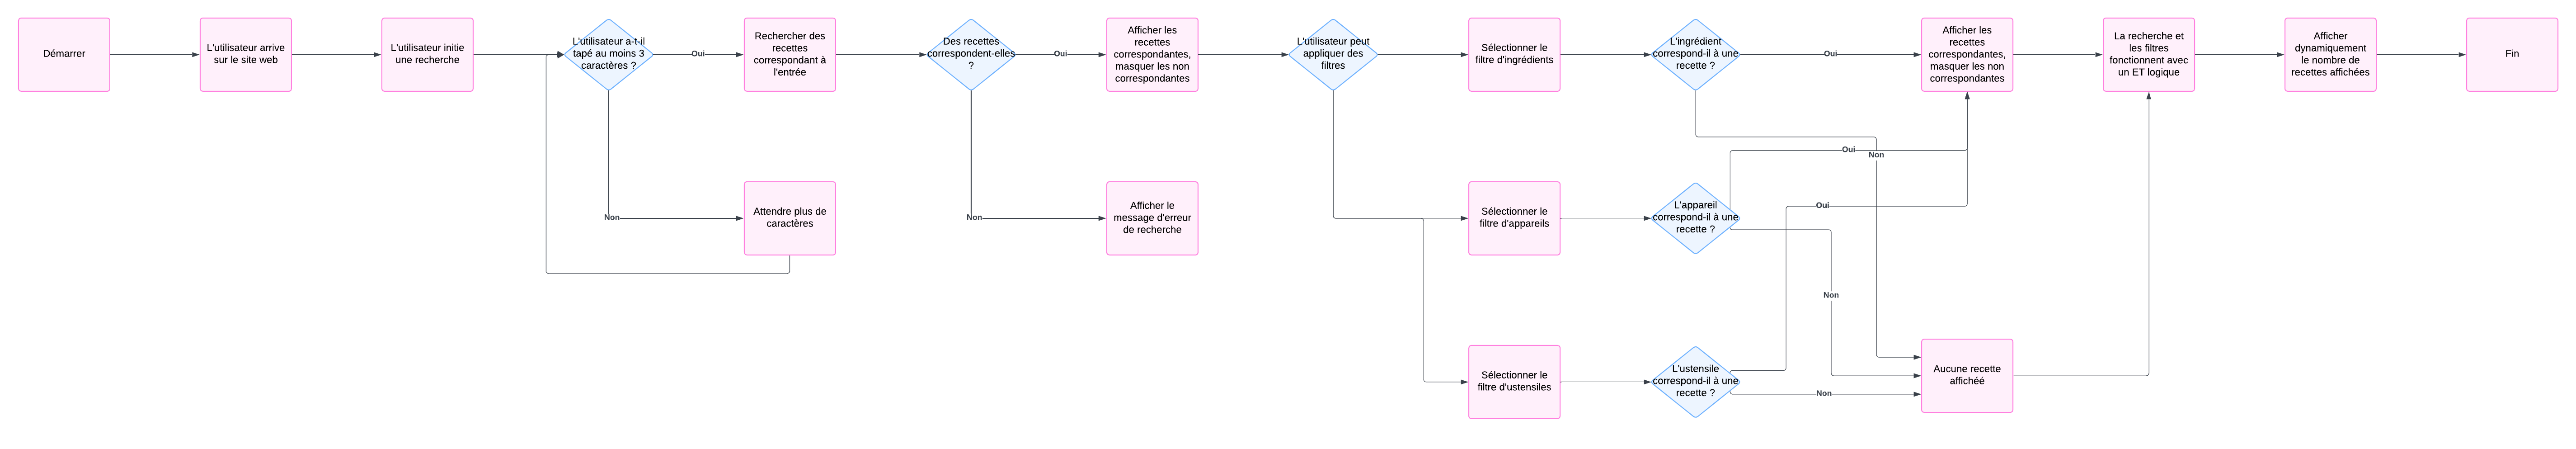 Démarrer
L'utilisateur arrive
sur le site web
L'utilisateur initie
une recherche
L'utilisateur a-t-il
tapé au moins 3
caractères ?
Oui
Rechercher des
recettes
correspondant à
l'entrée
Des recettes
correspondent-elles
?
Oui
Afficher les
recettes
correspondantes,
masquer les non
correspondantes
L'utilisateur peut
appliquer des
filtres
Sélectionner le
filtre d'ingrédients
L'ingrédient
correspond-il à une
recette ?
Oui
Afficher les
recettes
correspondantes,
masquer les non
correspondantes
La recherche et
les filtres
fonctionnent avec
un ET logique
Afficher
dynamiquement
le nombre de
recettes affichées
Fin
Oui
Non
Non
Attendre plus de
caractères
Non
Afficher le
message d'erreur
de recherche
Sélectionner le
filtre d'appareils
L'appareil
correspond-il à une
recette ?
Oui
Non
Sélectionner le
filtre d'ustensiles
L'ustensile
correspond-il à une
recette ?
Non
Aucune recette
affichéé